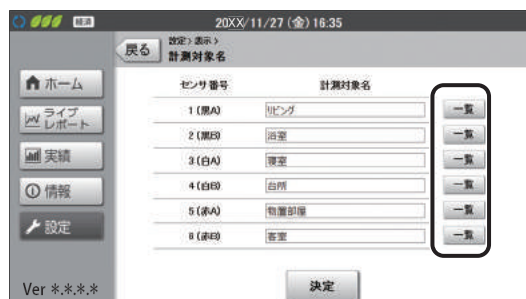 経済
20XX/11/27 (金) 16:35
戻る
設定> 表示>
計測対象名
ホーム
ライブ
レポート
実績
情報
設定
センサ番号 計測対象名
1 (黒A) リビング 一覧
2 (黒B) 浴室 一覧
3 (白A) 寝室 一覧
4 (白B) 台所 一覧
5 (赤A) 物置部屋 一覧
6 (赤B) 客室 一覧
決定
Ver *.*.*.*